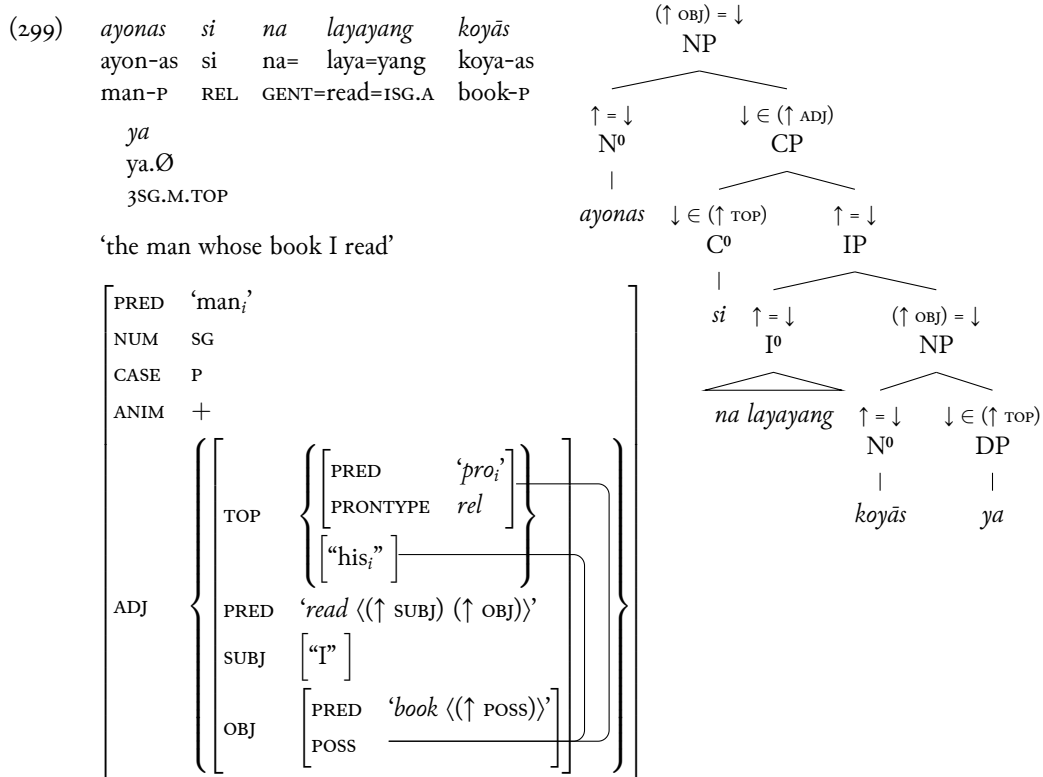 (299) ayonas si na layayang koyās
ayon-as si na= laya=yang koya-as
man-P REL GENT=read=1SG.A book-P
ya
ya.Ø
3SG.M.TOP
‘the man whose book I read’
PRED ‘manᵢ’
NUM SG
CASE P
ANIM +
ADJ
TOP
PRED ‘proᵢ’
PRONTYPE rel
“hisᵢ”
PRED ‘read ⟨(↑ SUBJ) (↑ OBJ)⟩’
SUBJ “I”
OBJ
PRED ‘book ⟨(↑ POSS)⟩’
POSS
(↑ OBJ) = ↓
NP
↑ = ↓ ↓ ∈ (↑ ADJ)
N⁰ CP
ayonas ↓ ∈ (↑ TOP) ↑ = ↓
C⁰ IP
si ↑ = ↓ (↑ OBJ) = ↓
I⁰ NP
na layayang ↑ = ↓ ↓ ∈ (↑ TOP)
N⁰ DP
koyās ya